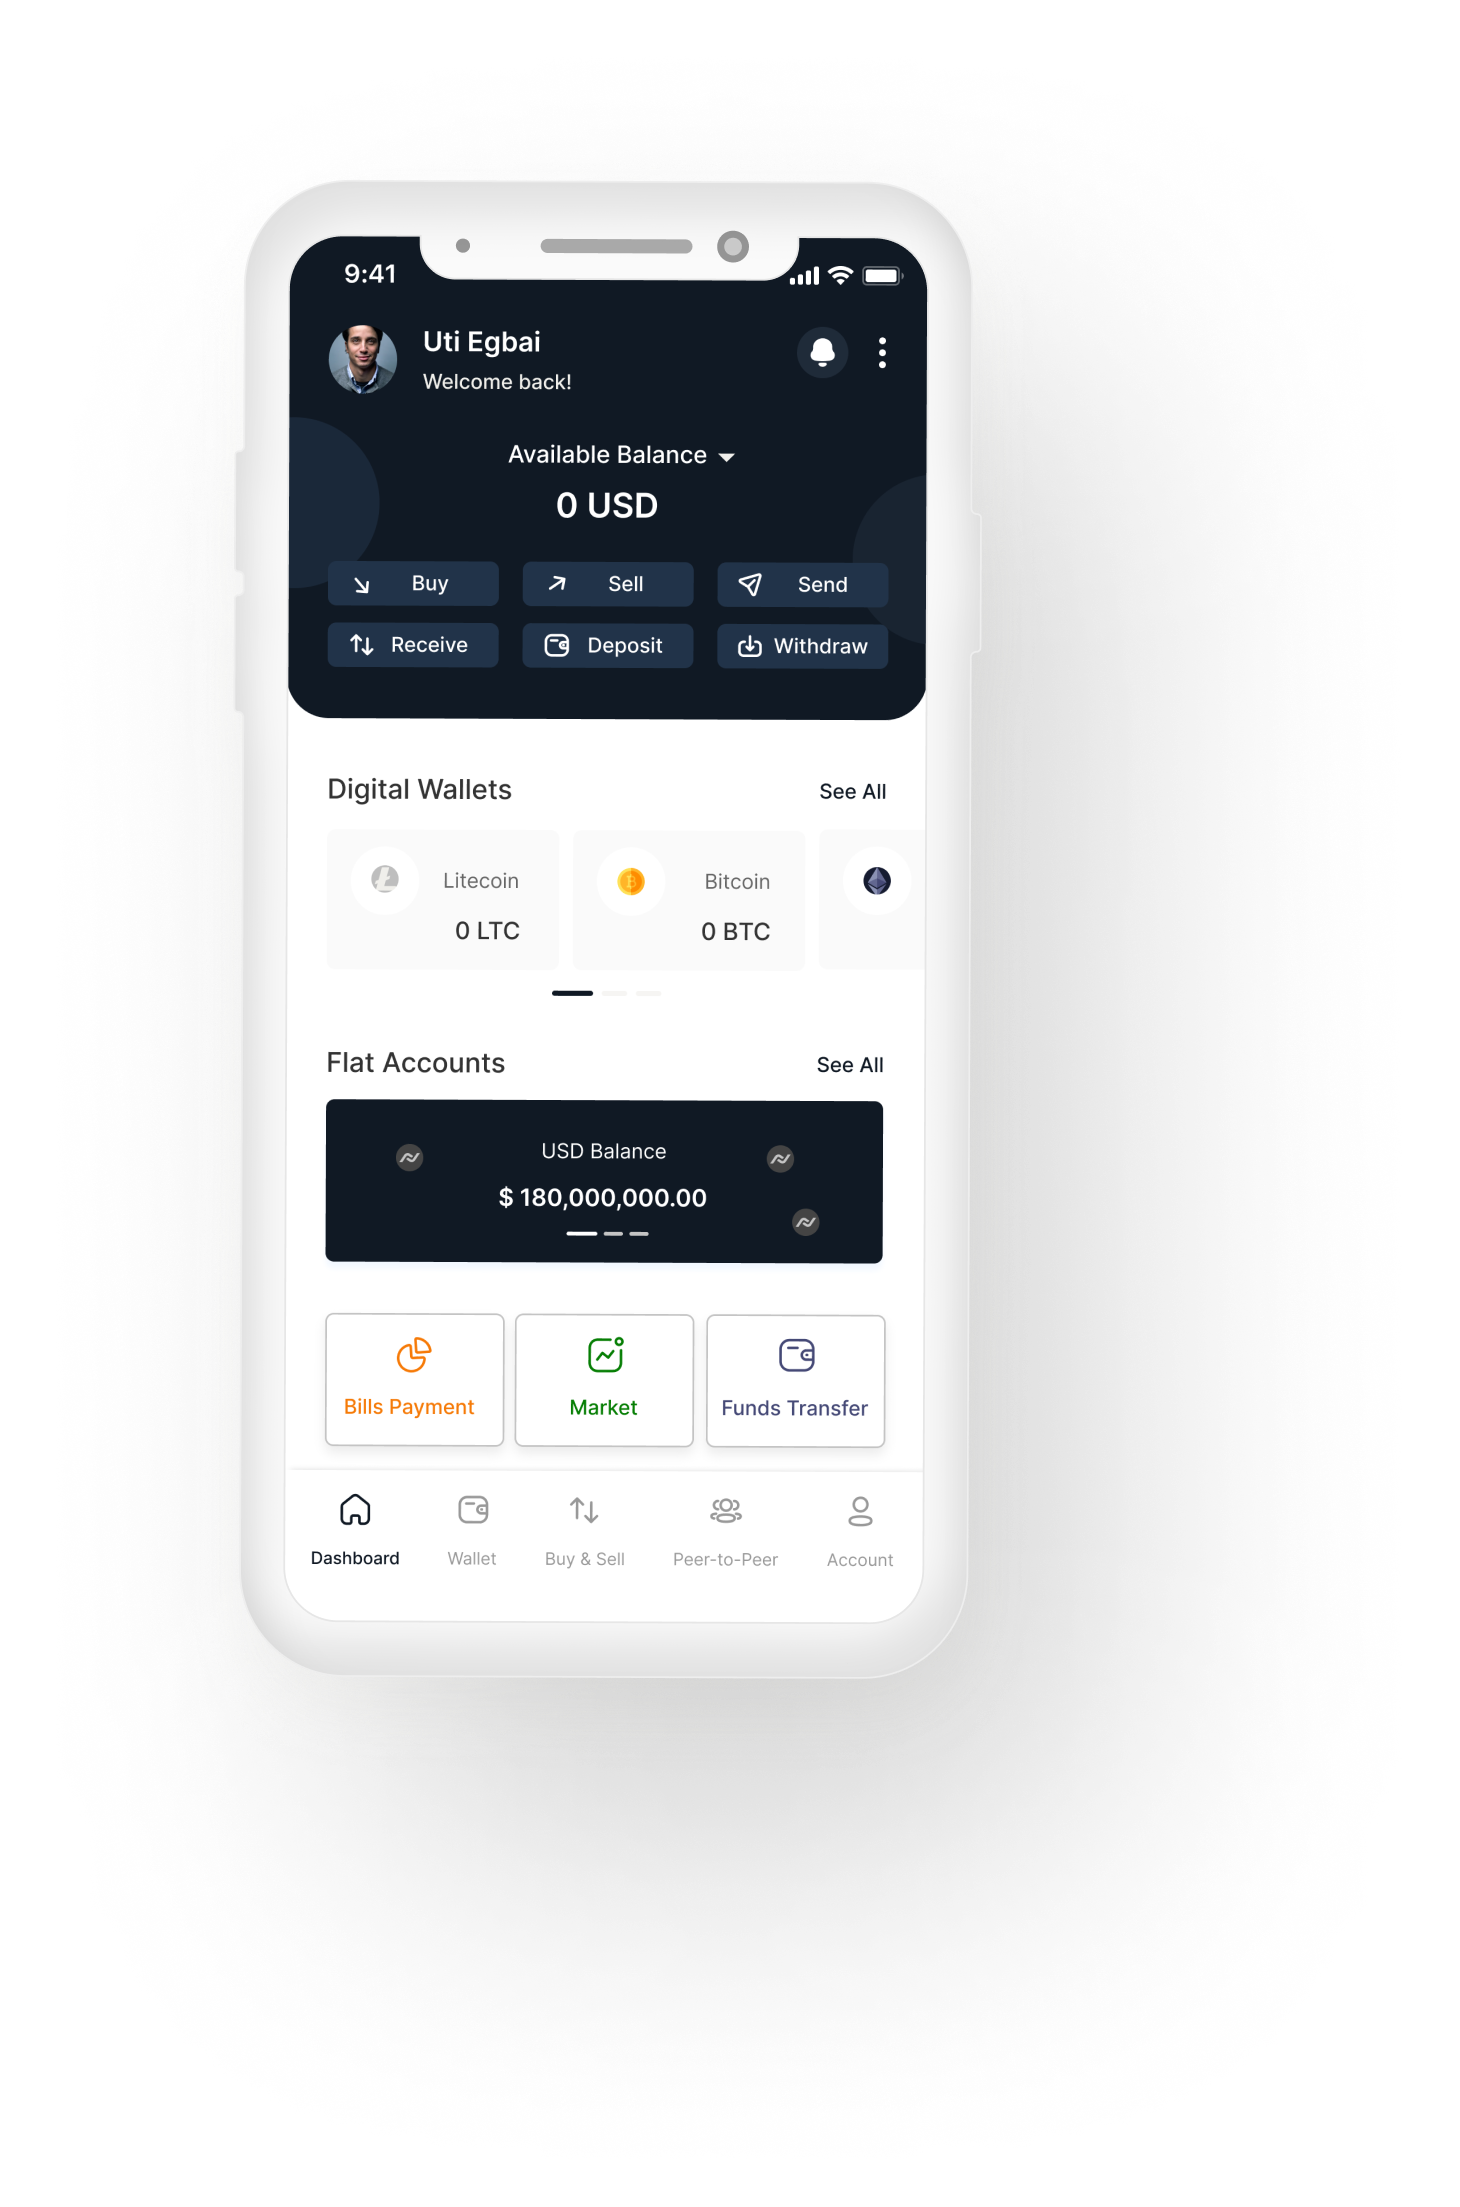 9:41
Uti Egbai
Welcome back!
Available Balance
0 USD
Buy
Sell
Send
Receive
Deposit
Withdraw
Digital Wallets
See All
Litecoin
Bitcoin
0 LTC
0 BTC
Flat Accounts
See All
USD Balance
$ 180,000,000.00
Bills Payment
Market
Funds Transfer
Dashboard
Wallet
Buy & Sell
Peer-to-Peer
Account